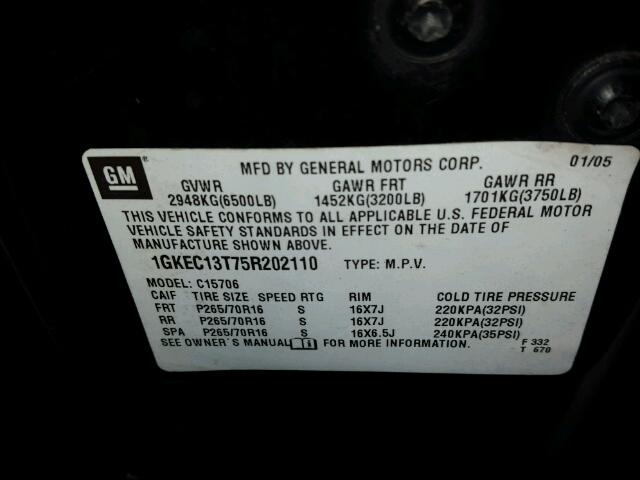 GM ® MFD BY GENERAL MOTORS CORP. 01/05
GVWR GAWR FRT GAWR RR
2948KG(6500LB) 1452KG(3200LB) 1701KG(3750LB)
THIS VEHICLE CONFORMS TO ALL APPLICABLE U.S. FEDERAL MOTOR
VEHICLE SAFETY STANDARDS IN EFFECT ON THE DATE OF
MANUFACTURE SHOWN ABOVE.
1GKEC13T75R202110 TYPE: M.P.V.
MODEL: C15706
CAIF TIRE SIZE SPEED RTG RIM COLD TIRE PRESSURE
FRT P265/70R16 S 16X7J 220KPA(32PSI)
RR P265/70R16 S 16X7J 220KPA(32PSI)
SPA P265/70R16 S 16X6.5J 240KPA(35PSI)
SEE OWNER'S MANUAL FOR MORE INFORMATION. F 332
T 670